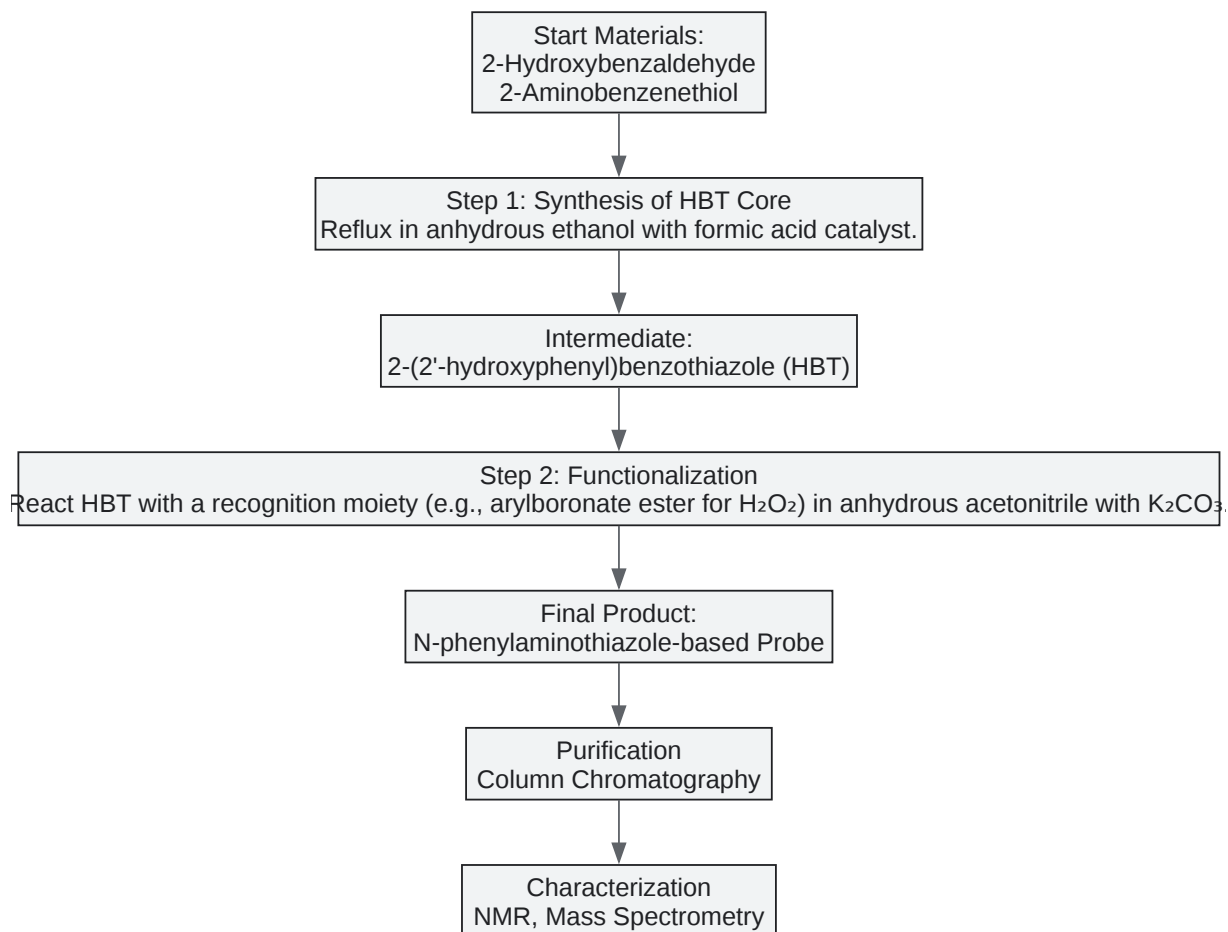 Start Materials:
2-Hydroxybenzaldehyde
2-Aminobenzenethiol
Step 1: Synthesis of HBT Core
Reflux in anhydrous ethanol with formic acid catalyst.
Intermediate:
2-(2'-hydroxyphenyl)benzothiazole (HBT)
Step 2: Functionalization
React HBT with a recognition moiety (e.g., arylboronate ester for H₂O₂) in anhydrous acetonitrile with K₂CO₃.
Final Product:
N-phenylaminothiazole-based Probe
Purification
Column Chromatography
Characterization
NMR, Mass Spectrometry